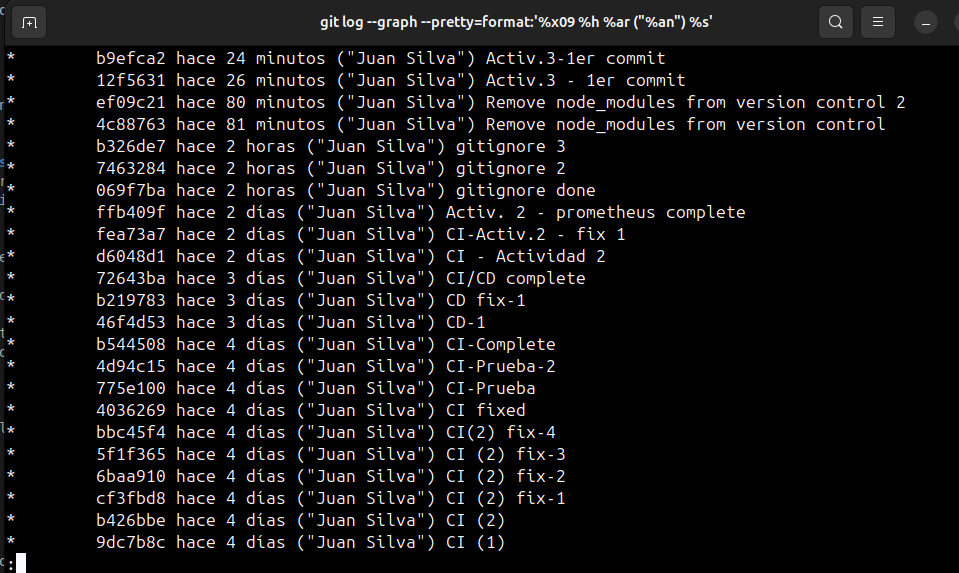 git log --graph --pretty=format:'%x09 %h %ar ("%an") %s'
* b9efca2 hace 24 minutos ("Juan Silva") Activ.3-1er commit
* 12f5631 hace 26 minutos ("Juan Silva") Activ.3 - 1er commit
* ef09c21 hace 80 minutos ("Juan Silva") Remove node_modules from version control 2
* 4c88763 hace 81 minutos ("Juan Silva") Remove node_modules from version control
* b326de7 hace 2 horas ("Juan Silva") gitignore 3
* 7463284 hace 2 horas ("Juan Silva") gitignore 2
* 069f7ba hace 2 horas ("Juan Silva") gitignore done
* ffb409f hace 2 días ("Juan Silva") Activ. 2 - prometheus complete
* fea73a7 hace 2 días ("Juan Silva") CI-Activ.2 - fix 1
* d6048d1 hace 2 días ("Juan Silva") CI - Actividad 2
* 72643ba hace 3 días ("Juan Silva") CI/CD complete
* b219783 hace 3 días ("Juan Silva") CD fix-1
* 46f4d53 hace 3 días ("Juan Silva") CD-1
* b544508 hace 4 días ("Juan Silva") CI-Complete
* 4d94c15 hace 4 días ("Juan Silva") CI-Prueba-2
* 775e100 hace 4 días ("Juan Silva") CI-Prueba
* 4036269 hace 4 días ("Juan Silva") CI fixed
* bbc45f4 hace 4 días ("Juan Silva") CI(2) fix-4
* 5f1f365 hace 4 días ("Juan Silva") CI (2) fix-3
* 6baa910 hace 4 días ("Juan Silva") CI (2) fix-2
* cf3fbd8 hace 4 días ("Juan Silva") CI (2) fix-1
* b426bbe hace 4 días ("Juan Silva") CI (2)
* 9dc7b8c hace 4 días ("Juan Silva") CI (1)
: